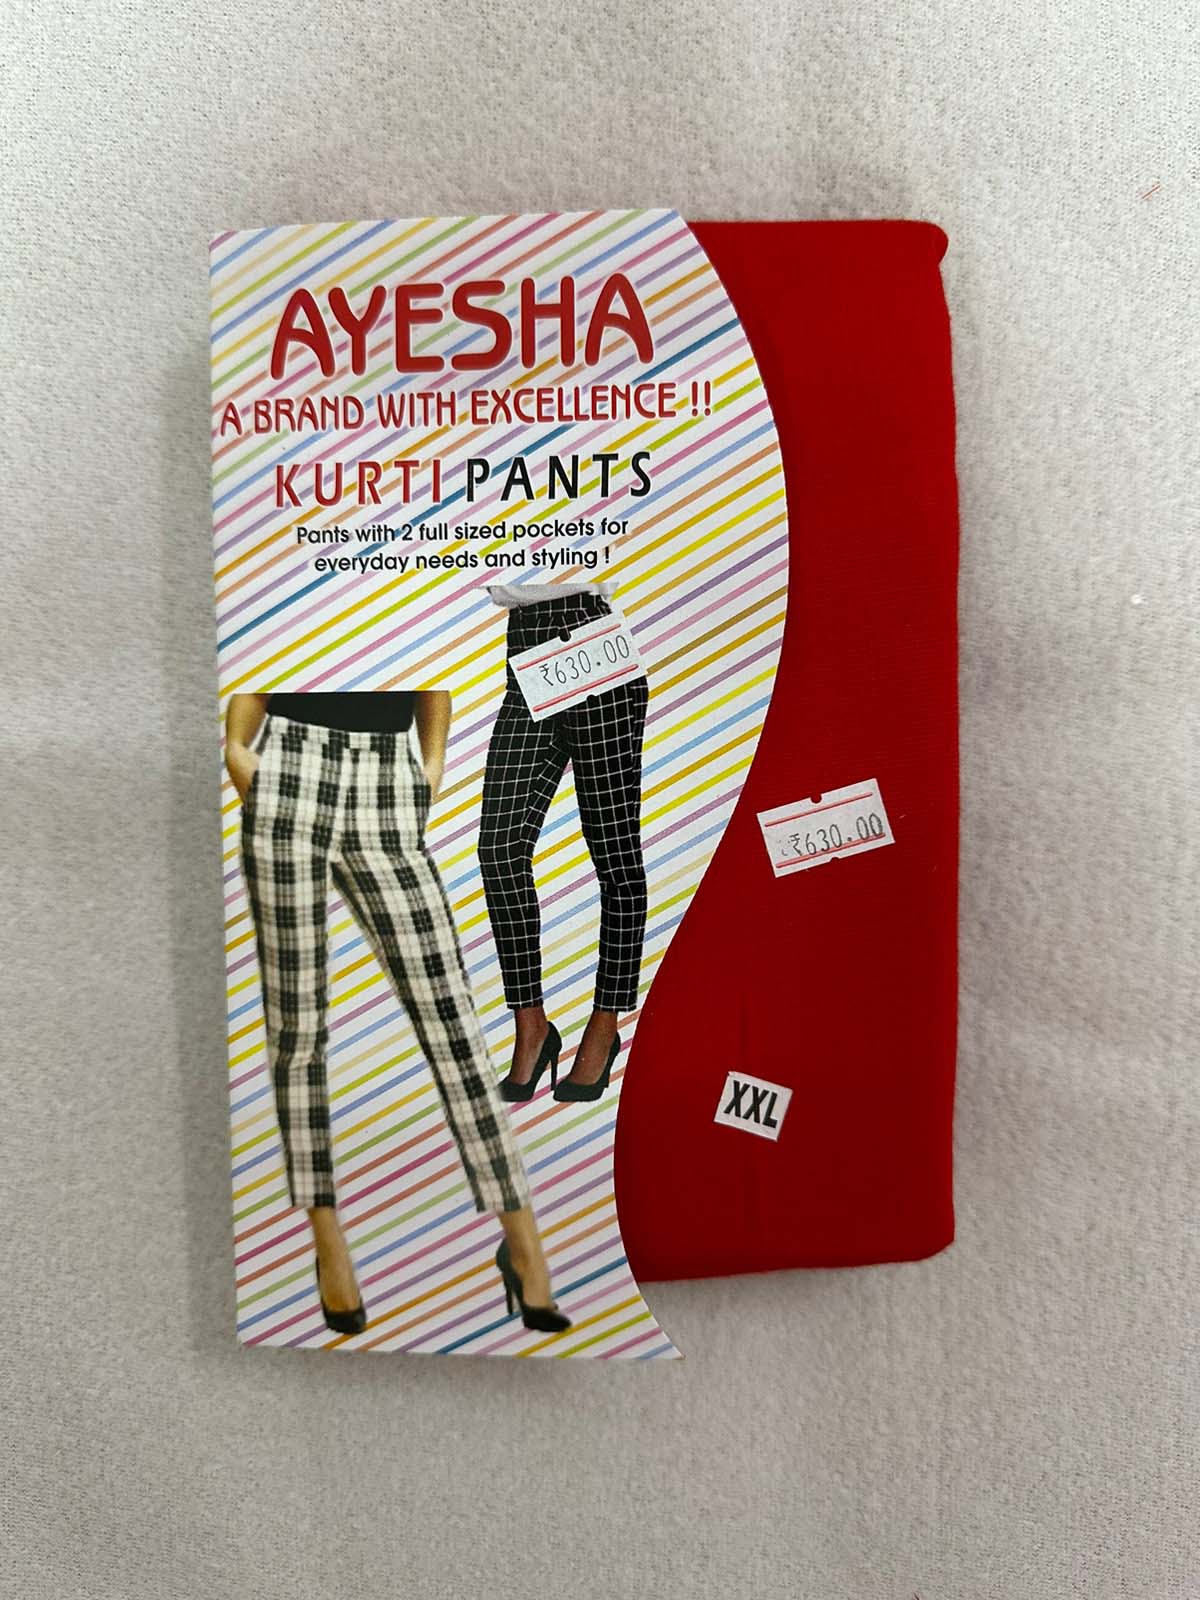 AYESHA
A BRAND WITH EXCELLENCE !!
KURTI PANTS
Pants with 2 full sized pockets for
everyday needs and styling !
₹630.00
₹630.00
XXL